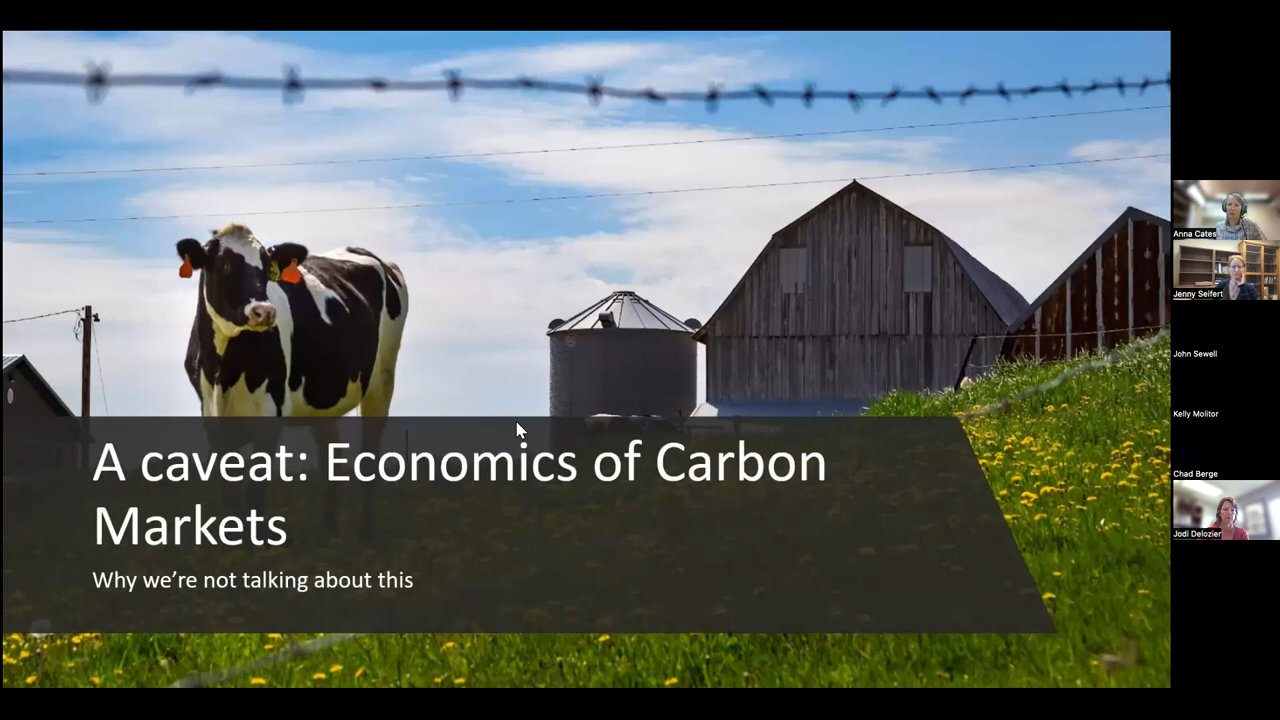 A caveat: Economics of Carbon
Markets
Why we're not talking about this
Anna Cates
Jenny Seifert
John Sewell
Kelly Molitor
Chad Berge
Jodi Delozier